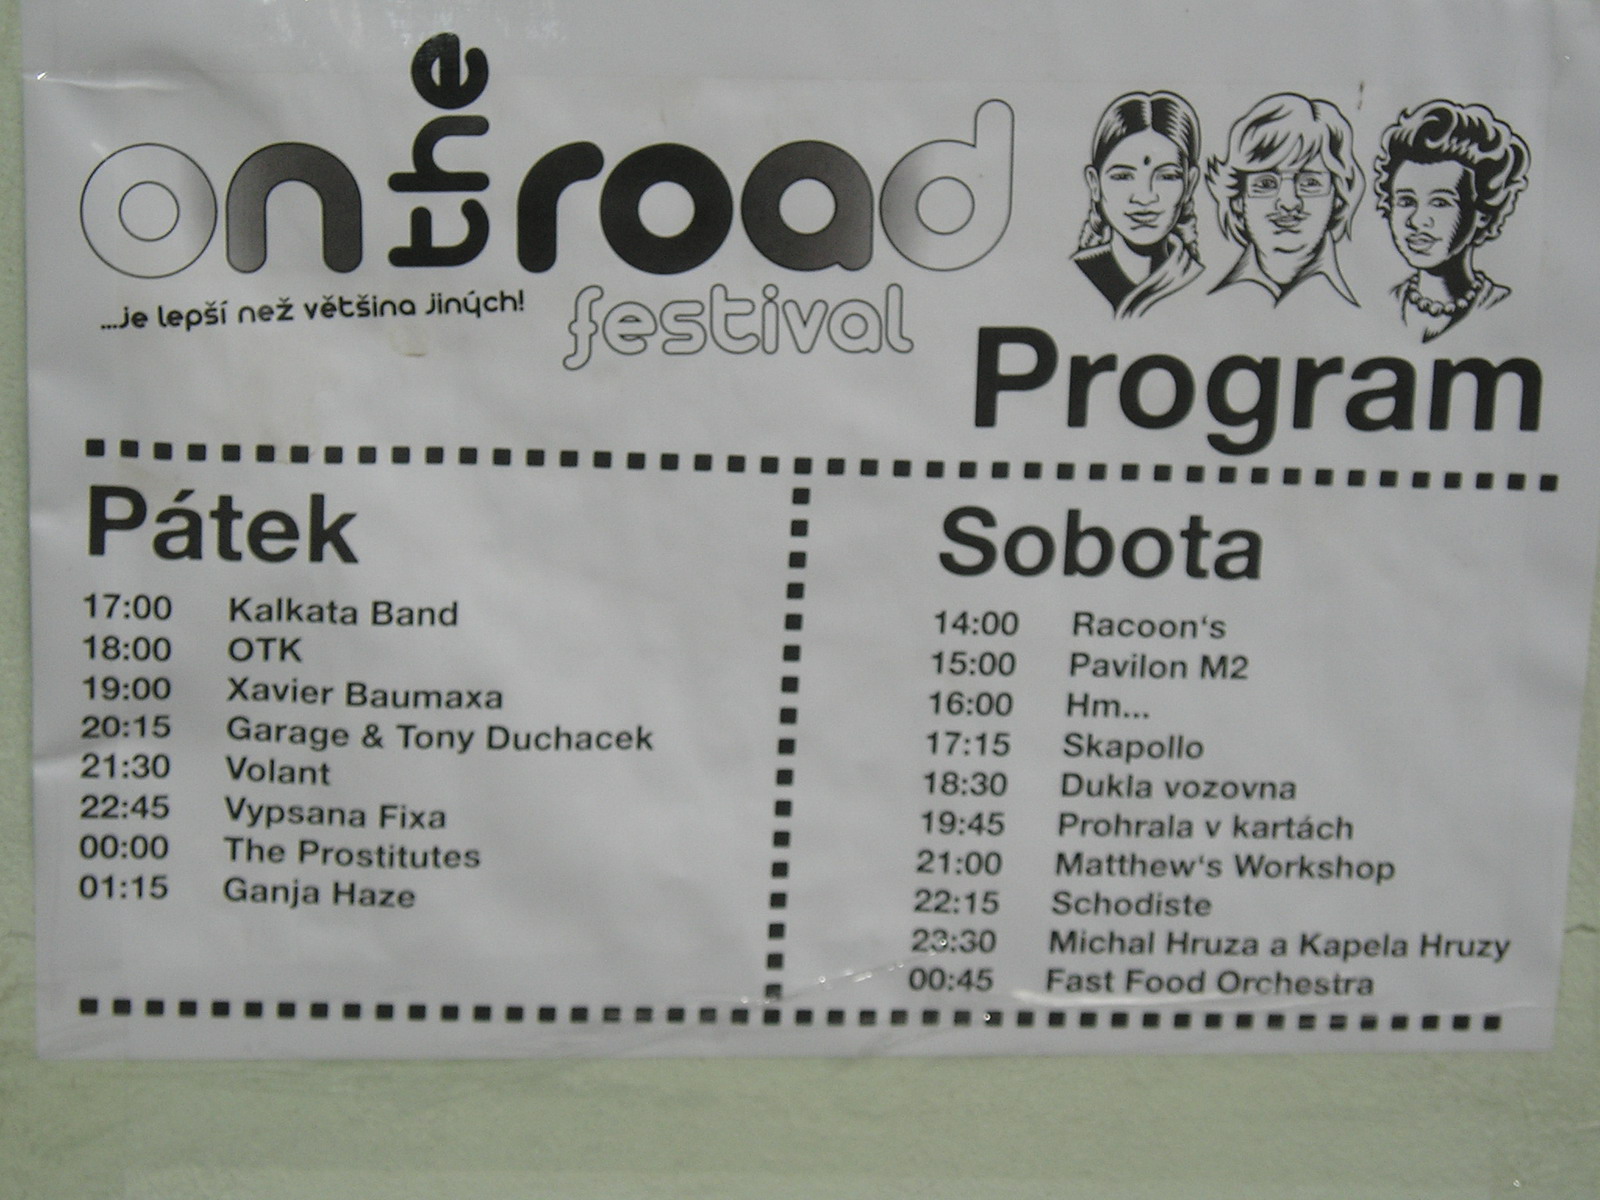 on the road
festival
...je lepší než většina jiných!
Program
Pátek
17:00 Kalkata Band
18:00 OTK
19:00 Xavier Baumaxa
20:15 Garage & Tony Duchacek
21:30 Volant
22:45 Vypsana Fixa
00:00 The Prostitutes
01:15 Ganja Haze
Sobota
14:00 Racoon‘s
15:00 Pavilon M2
16:00 Hm...
17:15 Skapollo
18:30 Dukla vozovna
19:45 Prohrala v kartách
21:00 Matthew‘s Workshop
22:15 Schodiste
23:30 Michal Hruza a Kapela Hruzy
00:45 Fast Food Orchestra